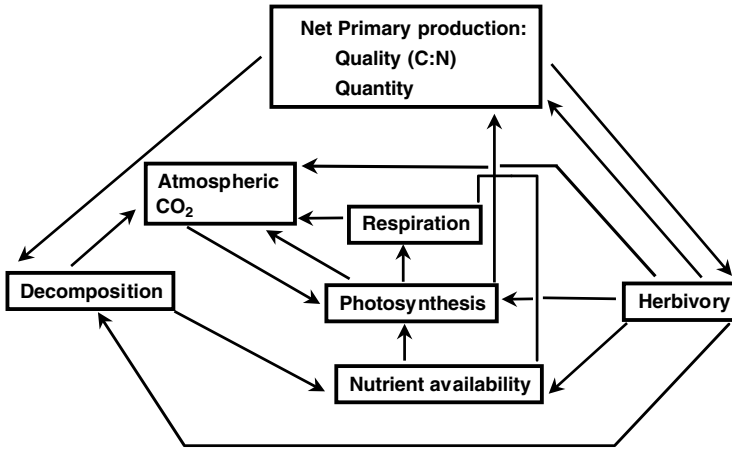 Net Primary production:
Quality (C:N)
Quantity
Atmospheric
CO₂
Respiration
Decomposition
Photosynthesis
Herbivory
Nutrient availability